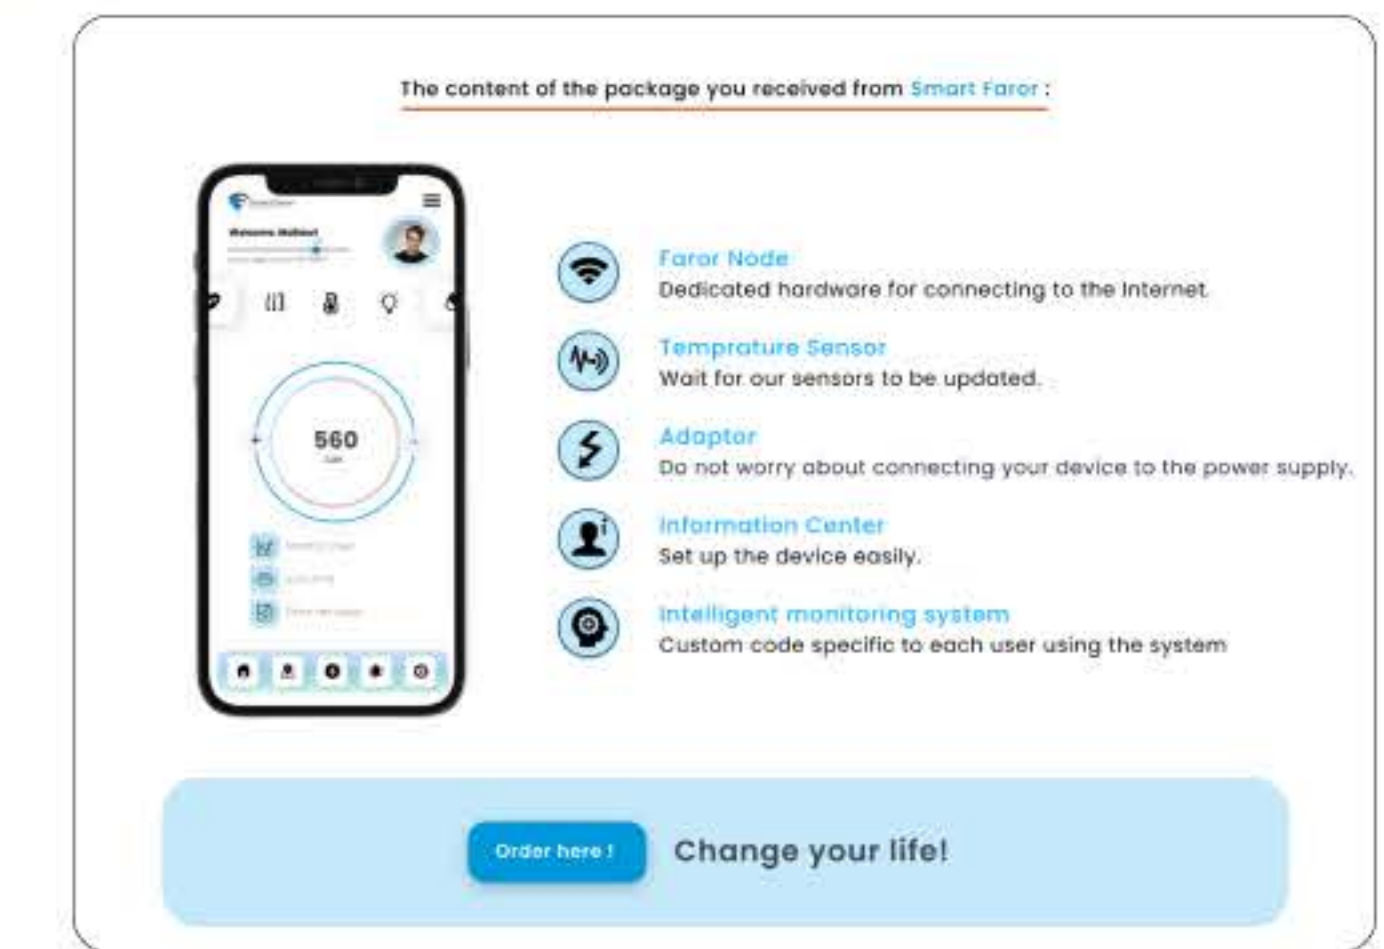 The content of the package you received from Smart Faror :
Welcome
560
Faror Node
Dedicated hardware for connecting to the Internet.
Temprature Sensor
Wait for our sensors to be updated.
Adaptor
Do not worry about connecting your device to the power supply.
Information Center
Set up the device easily.
Intelligent monitoring system
Custom code specific to each user using the system
Order here !
Change your life!